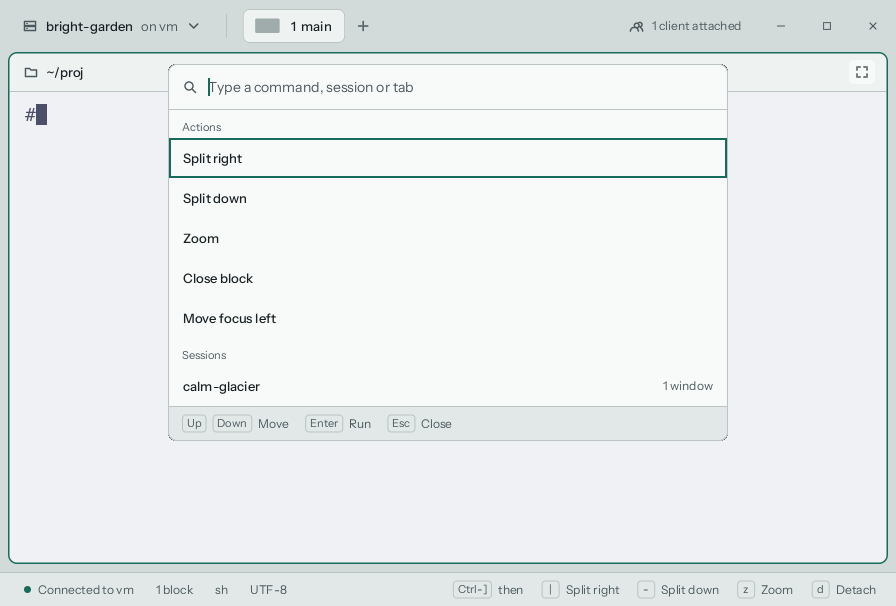 bright-garden on vm 1 main + 1 client attached
~/proj
Type a command, session or tab
#
Actions
Split right
Split down
Zoom
Close block
Move focus left
Sessions
calm-glacier 1 window
Up Down Move Enter Run Esc Close
Connected to vm 1 block sh UTF-8 Ctrl-] then | Split right - Split down z Zoom d Detach